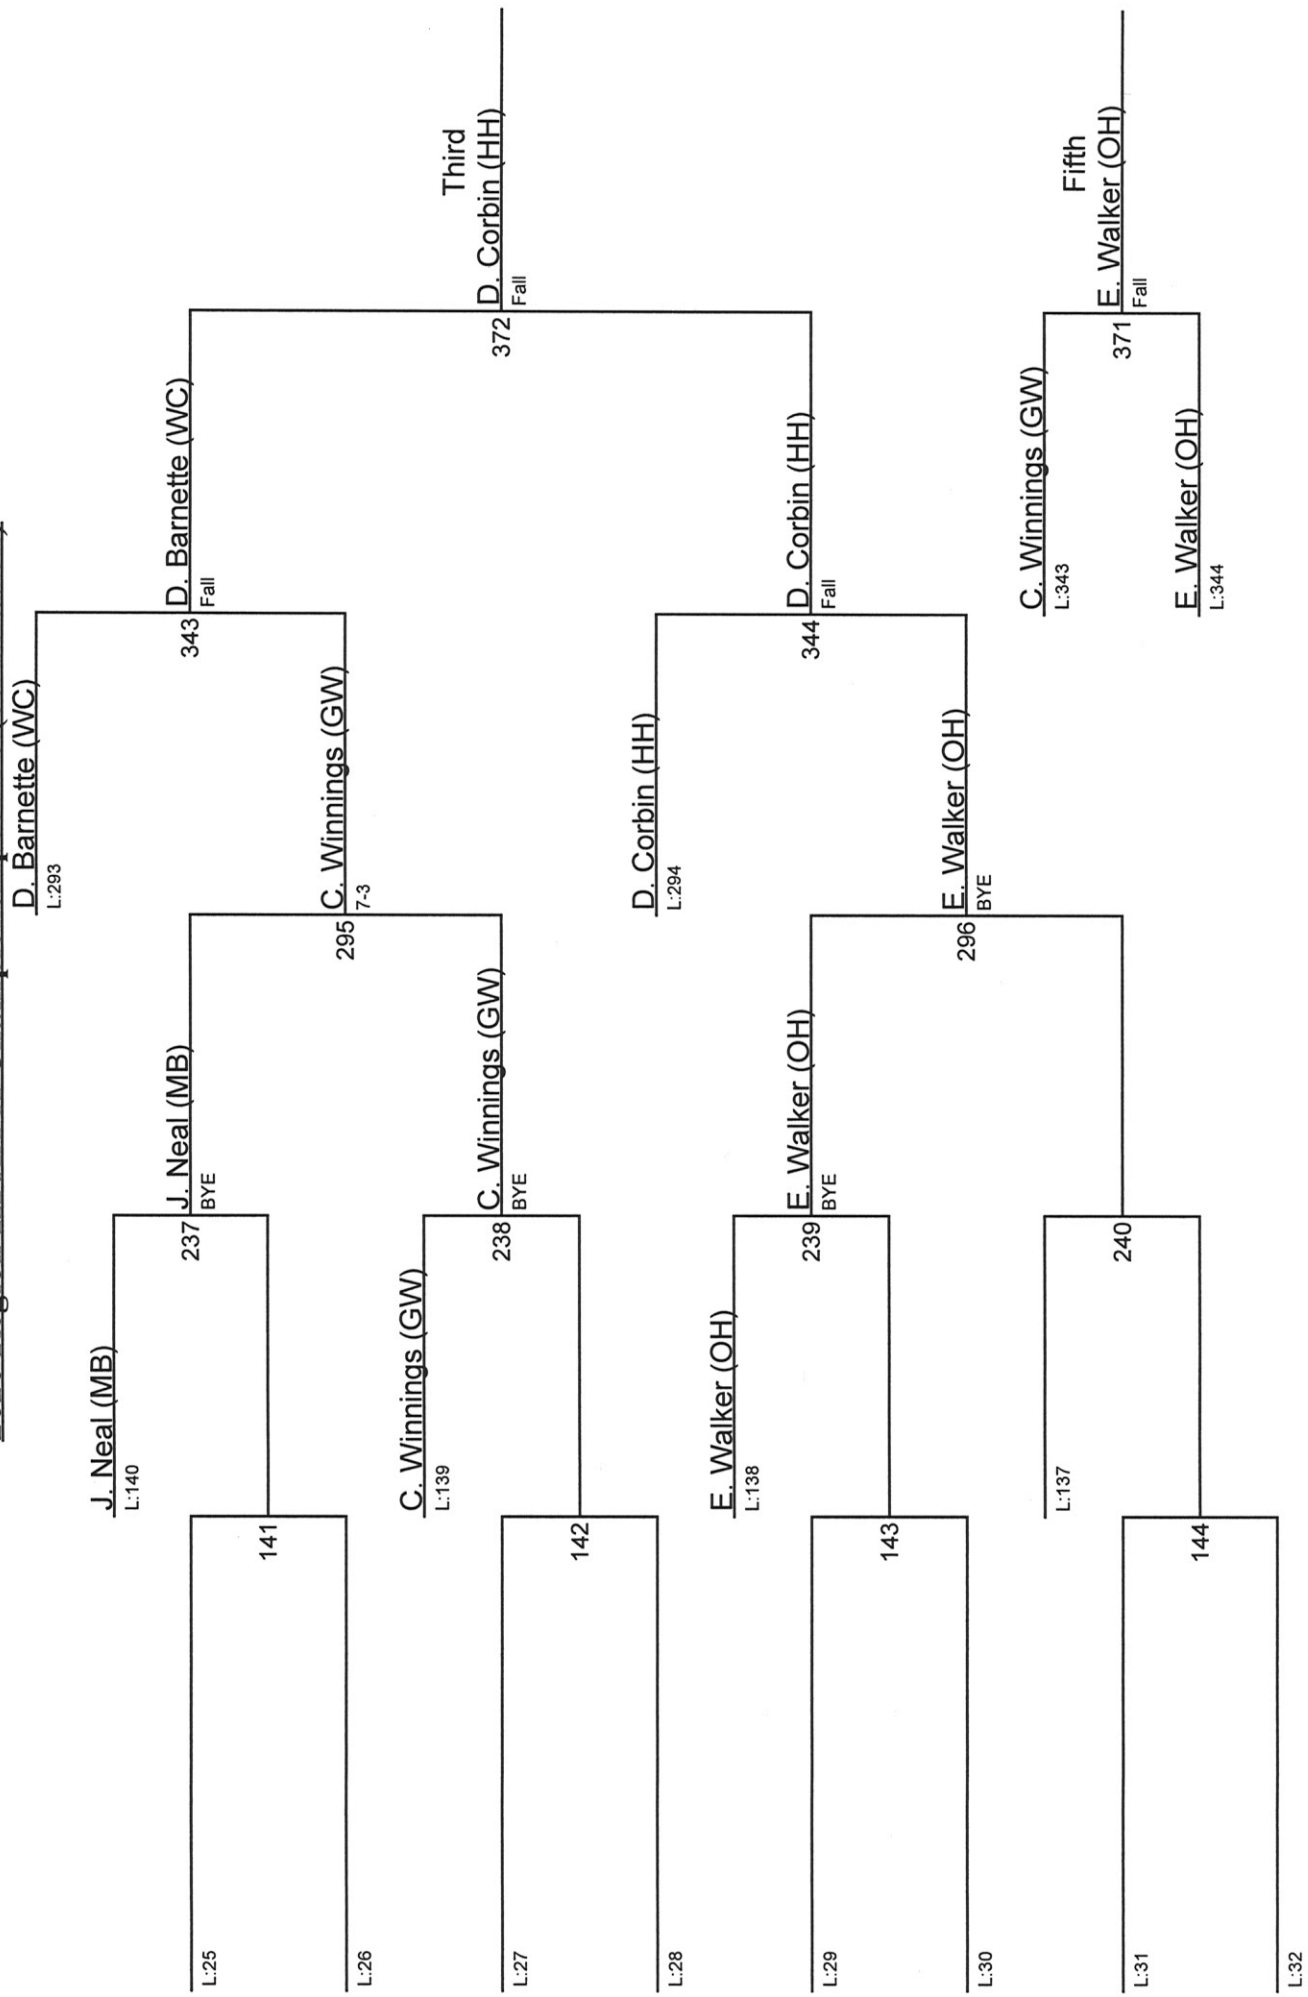 L:25
L:26
L:27
L:28
L:29
L:30
L:31
L:32
J. Neal (MB)
L:140
141
C. Winnings (GW)
L:139
142
E. Walker (OH)
L:138
143
L:137
144
J. Neal (MB)
237
BYE
C. Winnings (GW)
238
BYE
E. Walker (OH)
239
BYE
240
D. Barnette (WC)
L:293
C. Winnings (GW)
295
7-3
D. Corbin (HH)
L:294
E. Walker (OH)
296
BYE
D. Barnette (WC)
343
Fall
D. Corbin (HH)
344
Fall
C. Winnings (GW)
L:343
E. Walker (OH)
L:344
Third
D. Corbin (HH)
372
Fall
Fifth
E. Walker (OH)
371
Fall